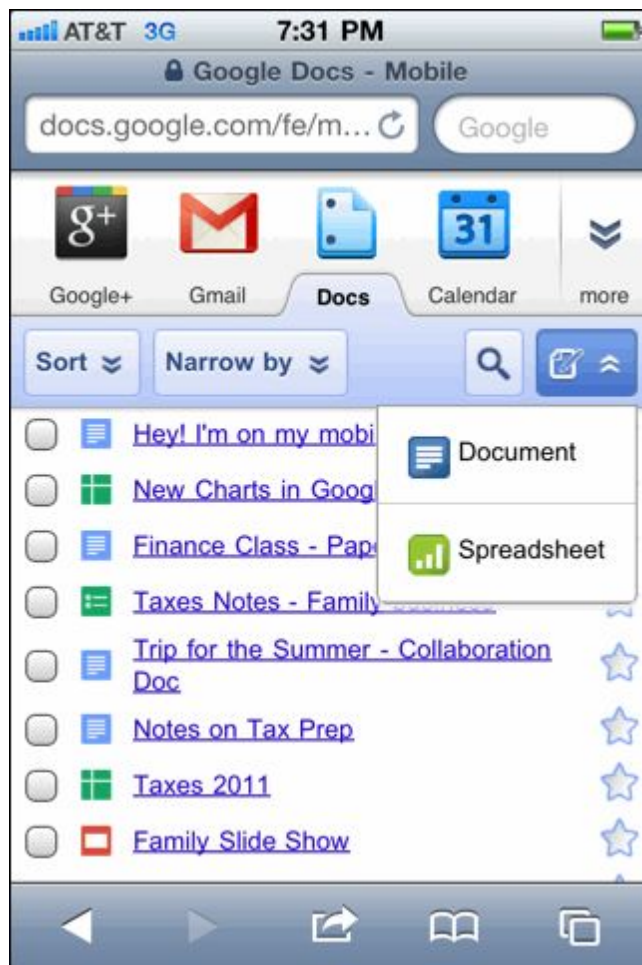 AT&T 3G 7:31 PM
Google Docs - Mobile
docs.google.com/fe/m... Google
g+ 31
Google+ Gmail Docs Calendar more
Sort Narrow by
Hey! I'm on my mobi
Document
New Charts in Goog
Spreadsheet
Finance Class - Pap
Taxes Notes - Family
Trip for the Summer - Collaboration
Doc
Notes on Tax Prep
Taxes 2011
Family Slide Show